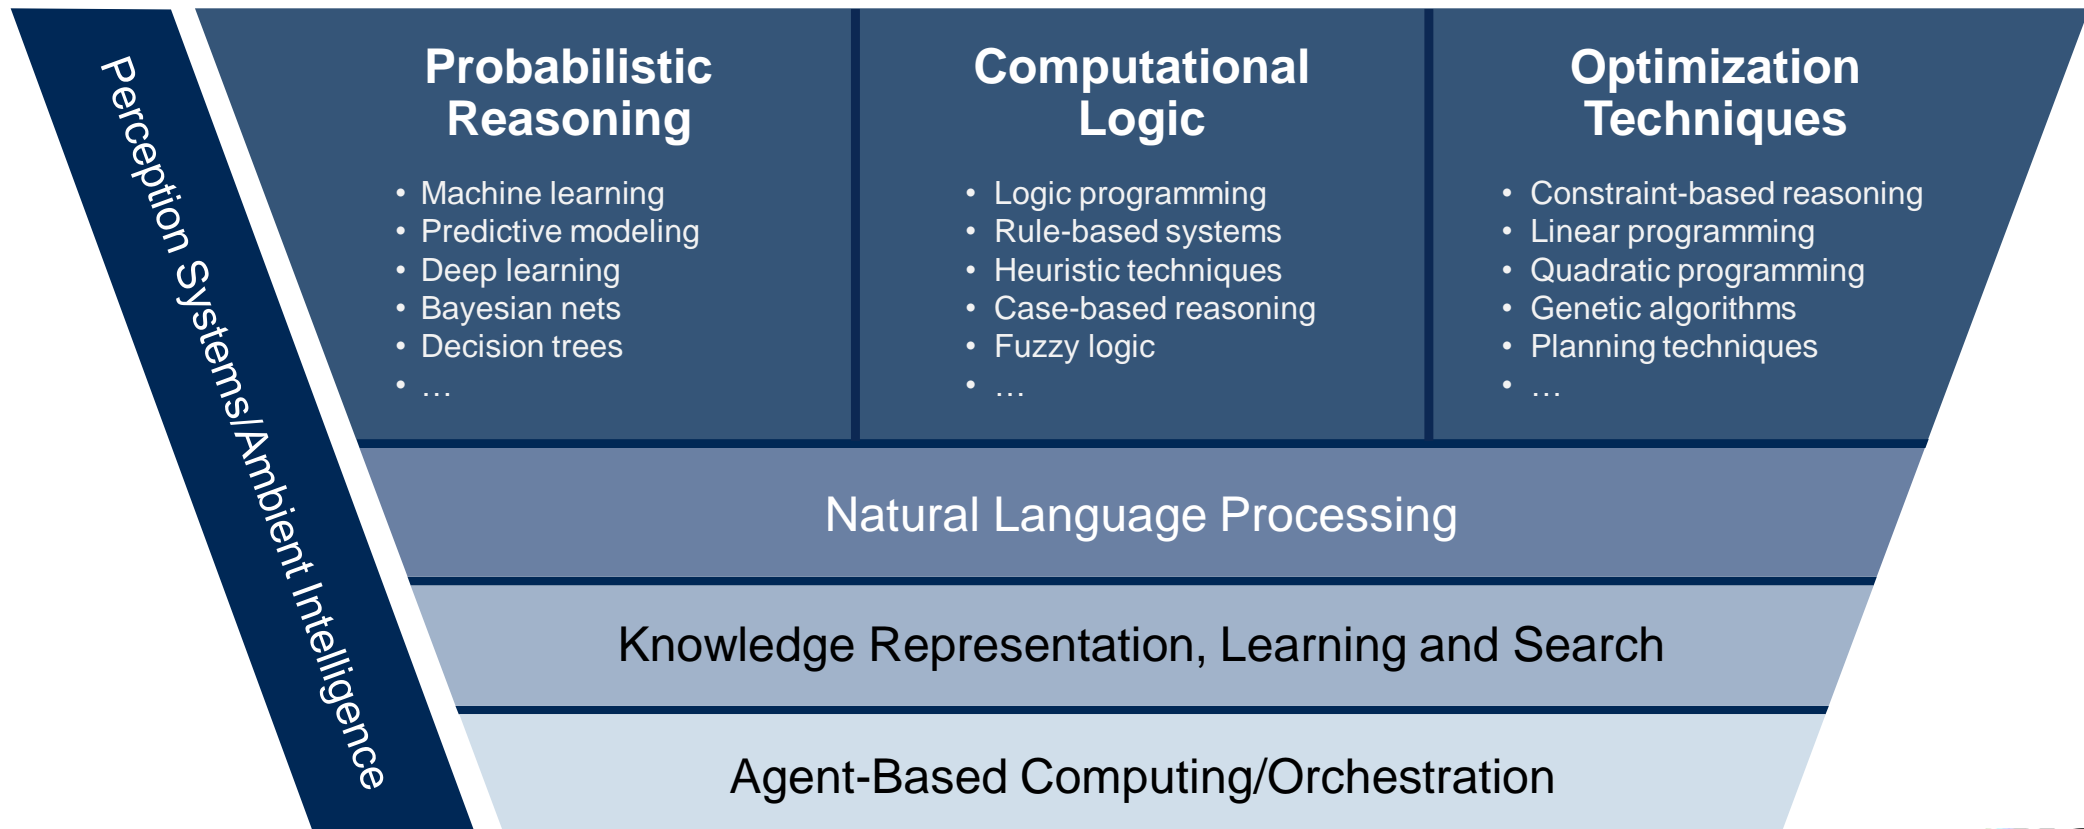 Perception Systems/Ambient Intelligence
Probabilistic
Reasoning
• Machine learning
• Predictive modeling
• Deep learning
• Bayesian nets
• Decision trees
• …
Computational
Logic
• Logic programming
• Rule-based systems
• Heuristic techniques
• Case-based reasoning
• Fuzzy logic
• …
Optimization
Techniques
• Constraint-based reasoning
• Linear programming
• Quadratic programming
• Genetic algorithms
• Planning techniques
• …
Natural Language Processing
Knowledge Representation, Learning and Search
Agent-Based Computing/Orchestration